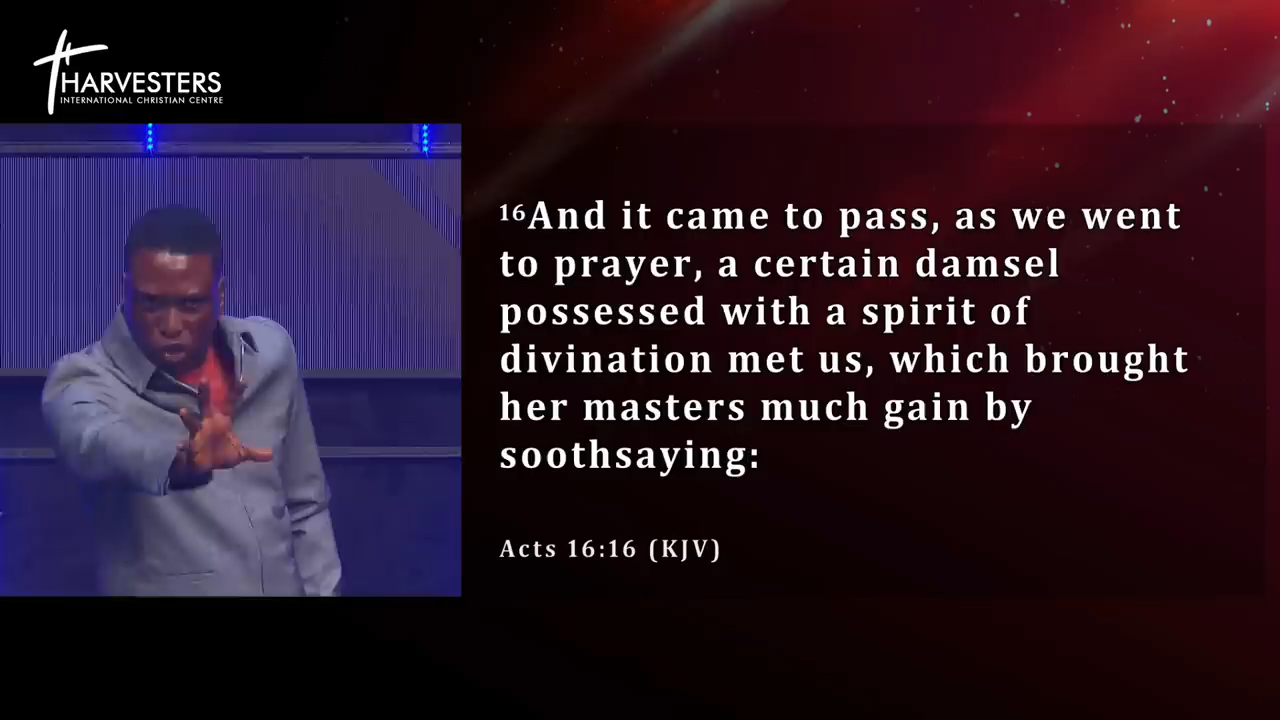 HARVESTERS
INTERNATIONAL CHRISTIAN CENTRE
16And it came to pass, as we went
to prayer, a certain damsel
possessed with a spirit of
divination met us, which brought
her masters much gain by
soothsaying:
Acts 16:16 (KJV)